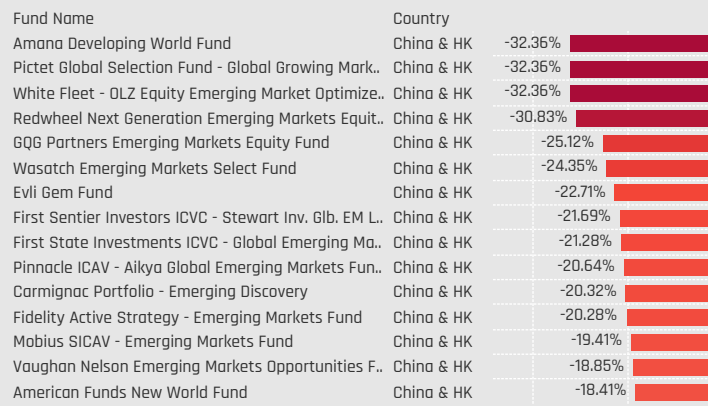 Fund Name Country
Amana Developing World Fund China & HK -32.36%
Pictet Global Selection Fund - Global Growing Mark.. China & HK -32.36%
White Fleet - OLZ Equity Emerging Market Optimize.. China & HK -32.36%
Redwheel Next Generation Emerging Markets Equit.. China & HK -30.83%
GQG Partners Emerging Markets Equity Fund China & HK -25.12%
Wasatch Emerging Markets Select Fund China & HK -24.35%
Evli Gem Fund China & HK -22.71%
First Sentier Investors ICVC - Stewart Inv. Glb. EM L.. China & HK -21.69%
First State Investments ICVC - Global Emerging Ma.. China & HK -21.28%
Pinnacle ICAV - Aikya Global Emerging Markets Fun.. China & HK -20.64%
Carmignac Portfolio - Emerging Discovery China & HK -20.32%
Fidelity Active Strategy - Emerging Markets Fund China & HK -20.28%
Mobius SICAV - Emerging Markets Fund China & HK -19.41%
Vaughan Nelson Emerging Markets Opportunities F.. China & HK -18.85%
American Funds New World Fund China & HK -18.41%